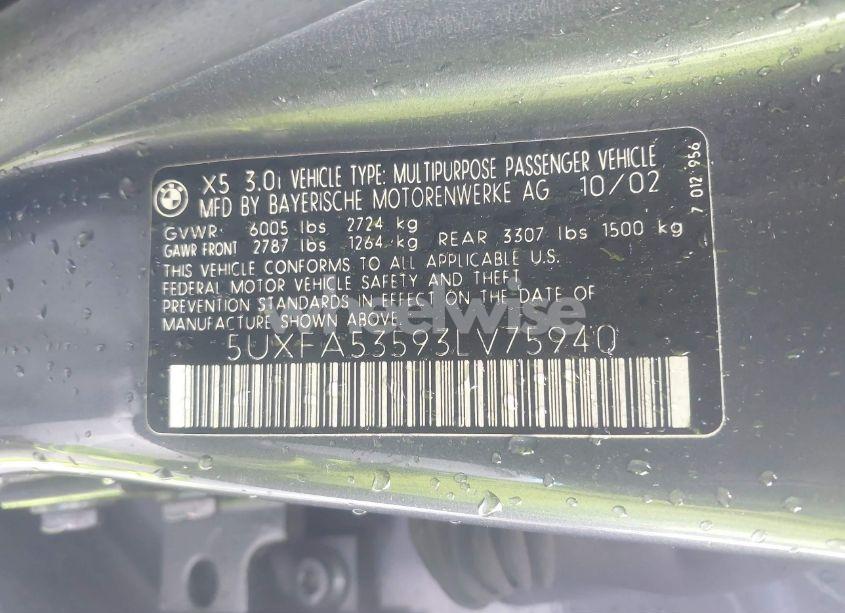 BMW
X5 3.0i VEHICLE TYPE: MULTIPURPOSE PASSENGER VEHICLE
MFD BY BAYERISCHE MOTORENWERKE AG 10/02
GVWR 6005 lbs 2724 kg
GAWR FRONT 2787 lbs 1264 kg REAR 3307 lbs 1500 kg
THIS VEHICLE CONFORMS TO ALL APPLICABLE U.S.
FEDERAL MOTOR VEHICLE SAFETY AND THEFT
PREVENTION STANDARDS IN EFFECT ON THE DATE OF
MANUFACTURE SHOWN ABOVE
5UXFA53593LV75940
7 012 956
wheelwise